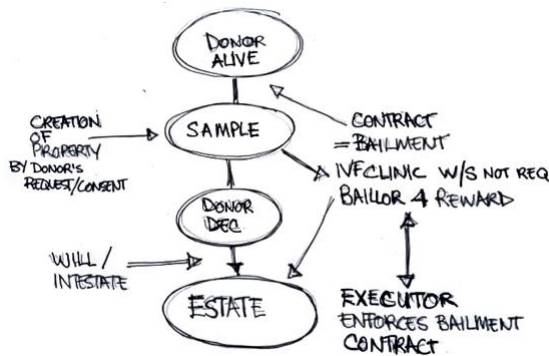 DONOR
ALIVE
CREATION
OF
PROPERTY
BY DONOR'S
REQUEST/CONSENT
SAMPLE
CONTRACT
= BAILMENT
IVF CLINIC W/S NOT REQ
BAILLOR 4 REWARD
DONOR
DEC
WILL /
INTESTATE
ESTATE
EXECUTOR
ENFORCES BAILMENT
CONTRACT